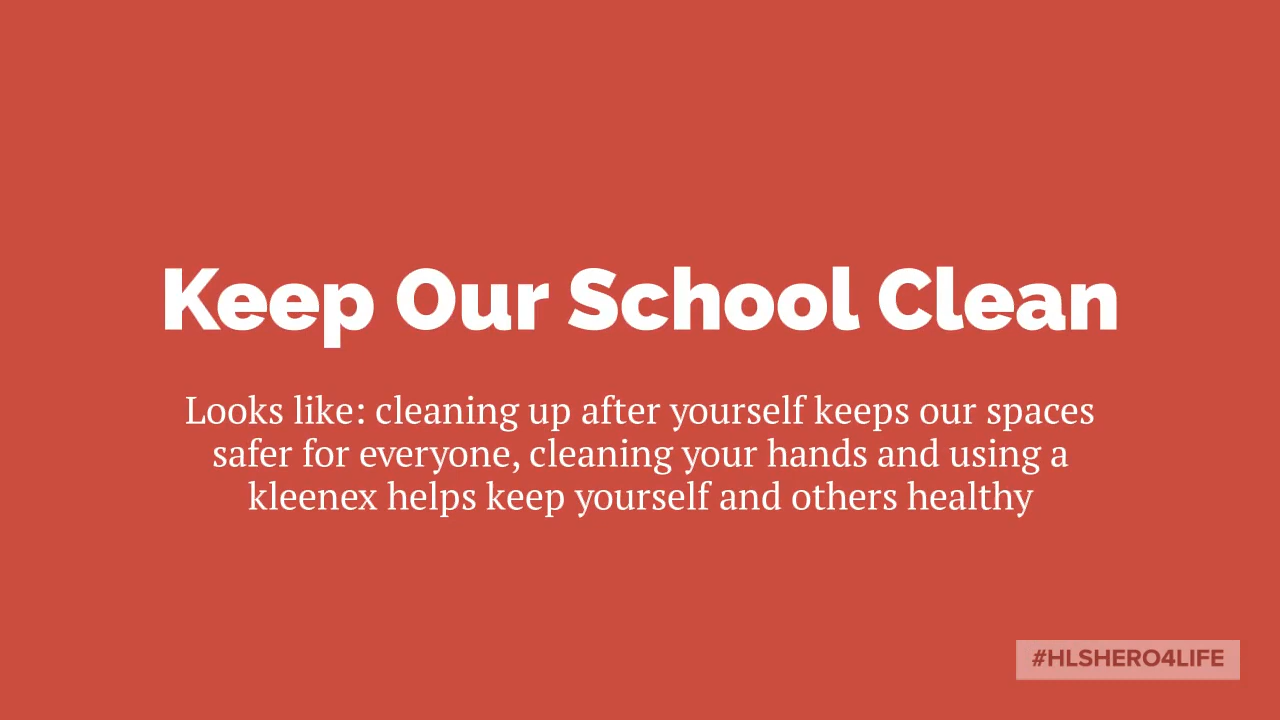 Keep Our School Clean
Looks like: cleaning up after yourself keeps our spaces
safer for everyone, cleaning your hands and using a
kleenex helps keep yourself and others healthy
#HLSHERO4LIFE